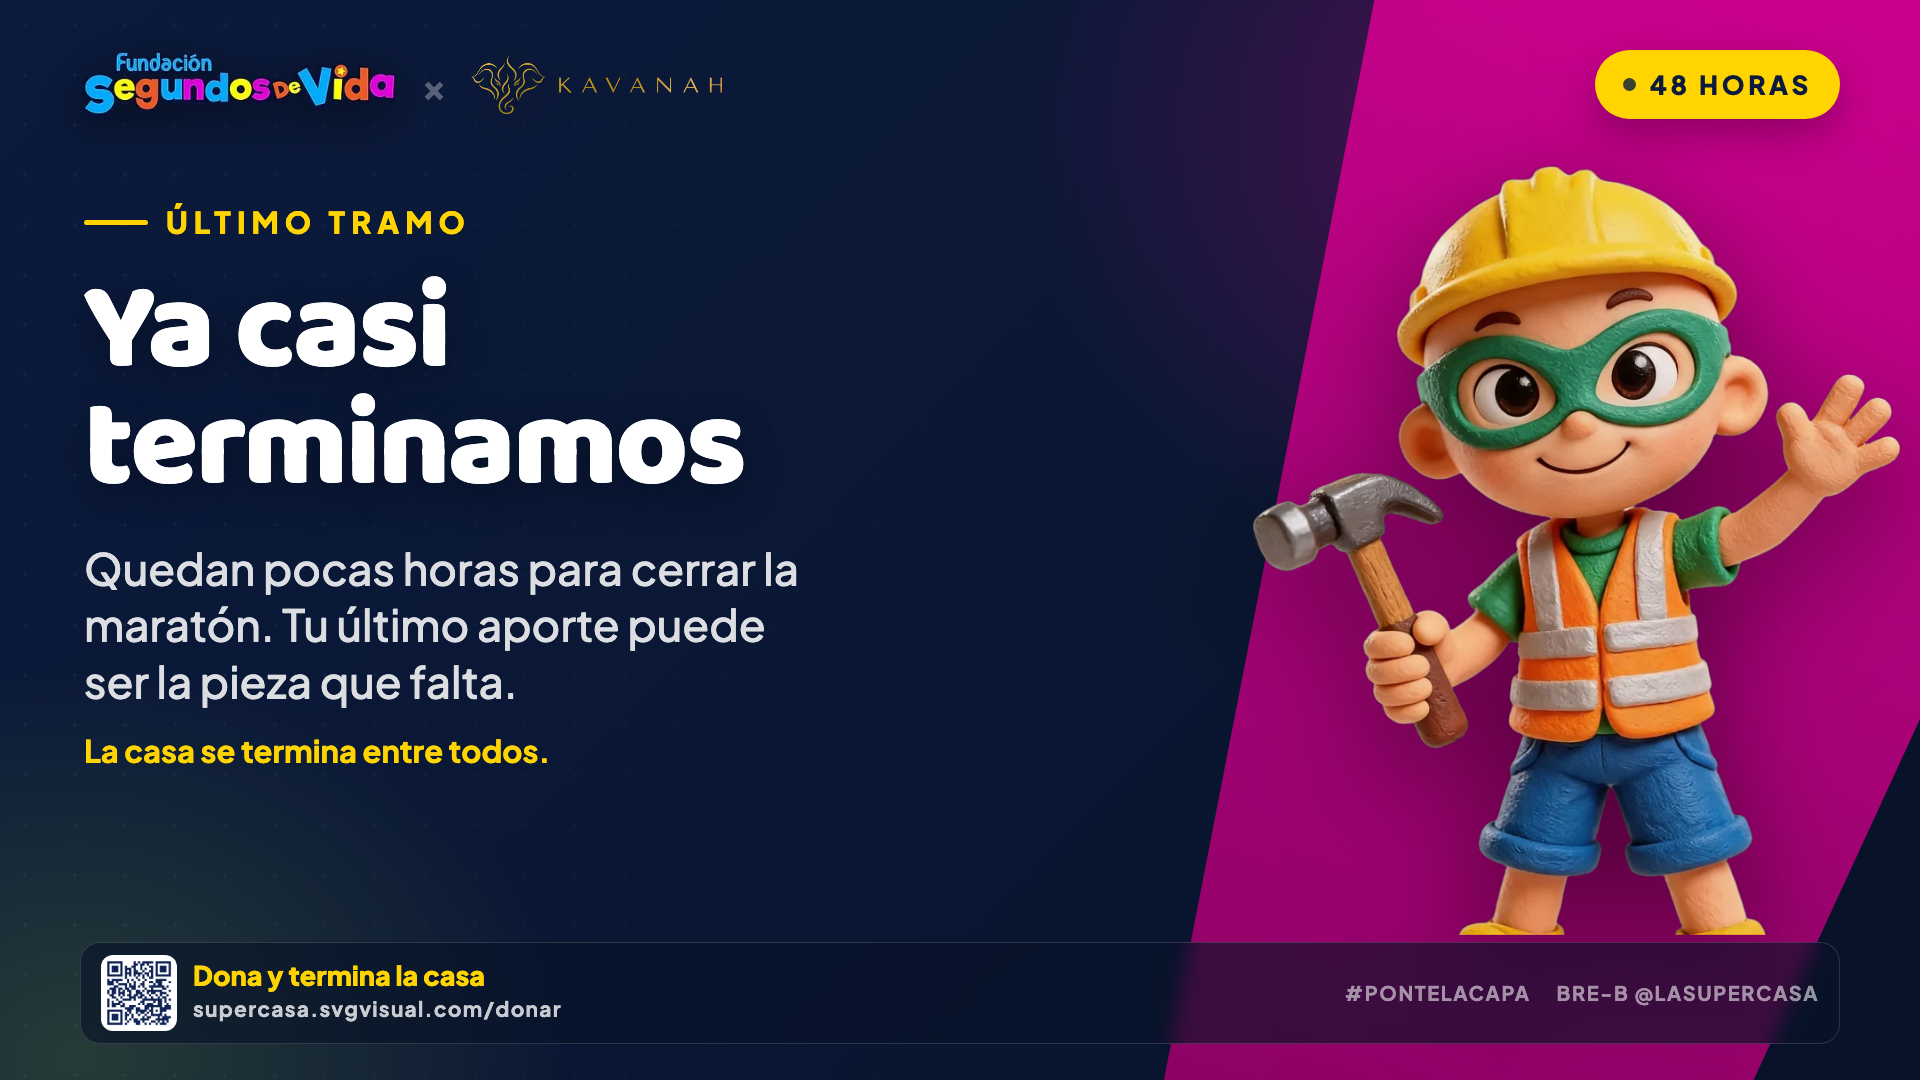 Fundación
Segundos de Vida × KAVANAH
48 HORAS
ÚLTIMO TRAMO
Ya casi
terminamos
Quedan pocas horas para cerrar la
maratón. Tu último aporte puede
ser la pieza que falta.
La casa se termina entre todos.
Dona y termina la casa
supercasa.svgvisual.com/donar
#PONTELACAPA BRE-B @LASUPERCASA